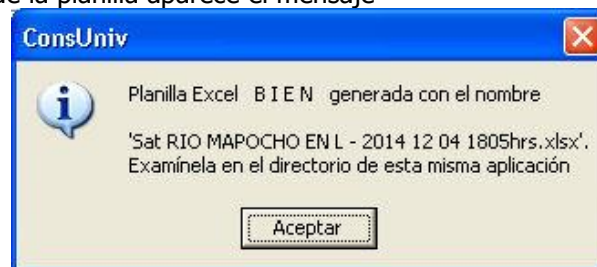 de la planilla aparece el mensaje
ConsUniv
Planilla Excel B I E N generada con el nombre
'Sat RIO MAPOCHO EN L - 2014 12 04 1805hrs.xlsx'.
Examínela en el directorio de esta misma aplicación
Aceptar